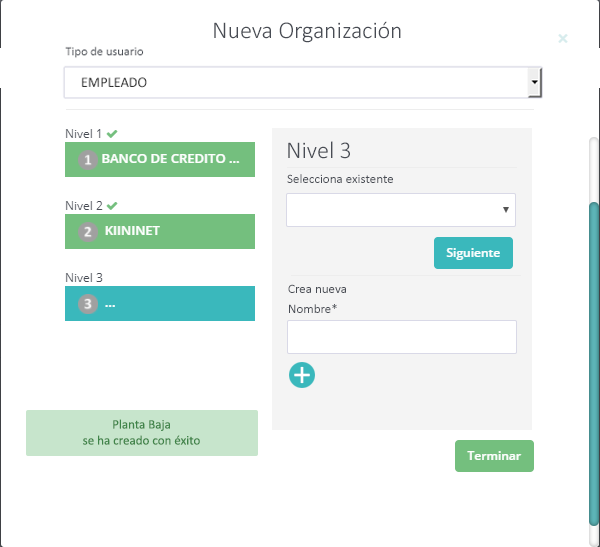 Nueva Organización
Tipo de usuario
EMPLEADO
Nivel 1
1 BANCO DE CREDITO ...
Nivel 2
2 KIININET
Nivel 3
3 ...
Nivel 3
Selecciona existente
Siguiente
Crea nueva
Nombre*
Planta Baja
se ha creado con éxito
Terminar